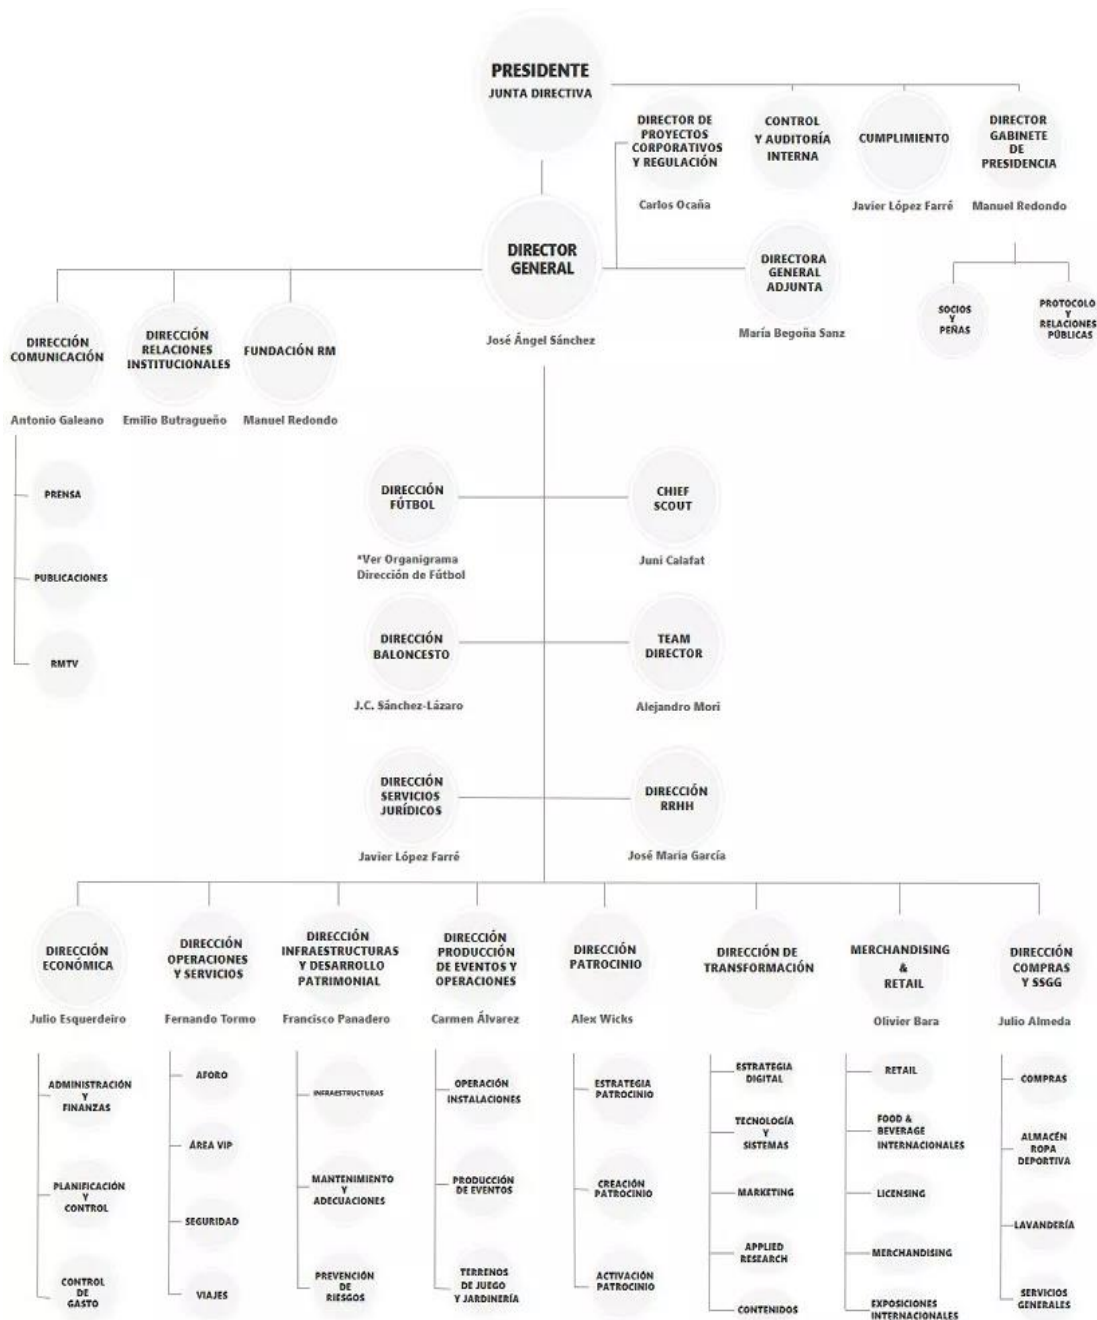 PRESIDENTE
JUNTA DIRECTIVA
DIRECTOR DE
PROYECTOS
CORPORATIVOS
Y REGULACIÓN
Carlos Ocaña
CONTROL
Y AUDITORÍA
INTERNA
CUMPLIMIENTO
Javier López Farré
DIRECTOR
GABINETE
DE
PRESIDENCIA
Manuel Redondo
SOCIOS
Y
PEÑAS
PROTOCOLO
Y
RELACIONES
PÚBLICAS
DIRECTOR
GENERAL
José Ángel Sánchez
DIRECTORA
GENERAL
ADJUNTA
María Begoña Sanz
DIRECCIÓN
COMUNICACIÓN
Antonio Galeano
DIRECCIÓN
RELACIONES
INSTITUCIONALES
Emilio Butragueño
FUNDACIÓN RM
Manuel Redondo
PRENSA
PUBLICACIONES
RMTV
DIRECCIÓN
FÚTBOL
*Ver Organigrama
Dirección de Fútbol
CHIEF
SCOUT
Juni Calafat
DIRECCIÓN
BALONCESTO
J.C. Sánchez-Lázaro
TEAM
DIRECTOR
Alejandro Mori
DIRECCIÓN
SERVICIOS
JURÍDICOS
Javier López Farré
DIRECCIÓN
RRHH
José María García
DIRECCIÓN
ECONÓMICA
Julio Esquerdeiro
ADMINISTRACIÓN
Y
FINANZAS
PLANIFICACIÓN
Y
CONTROL
CONTROL
DE
GASTO
DIRECCIÓN
OPERACIONES
Y SERVICIOS
Fernando Tormo
AFORO
ÁREA VIP
SEGURIDAD
VIAJES
DIRECCIÓN
INFRAESTRUCTURAS
Y DESARROLLO
PATRIMONIAL
Francisco Panadero
INFRAESTRUCTURAS
MANTENIMIENTO
Y
ADECUACIONES
PREVENCIÓN
DE
RIESGOS
DIRECCIÓN
PRODUCCIÓN
DE EVENTOS Y
OPERACIONES
Carmen Álvarez
OPERACIÓN
INSTALACIONES
PRODUCCIÓN
DE EVENTOS
TERRENOS
DE JUEGO
Y JARDINERÍA
DIRECCIÓN
PATROCINIO
Alex Wicks
ESTRATEGIA
PATROCINIO
CREACIÓN
PATROCINIO
ACTIVACIÓN
PATROCINIO
DIRECCIÓN DE
TRANSFORMACIÓN
ESTRATEGIA
DIGITAL
TECNOLOGÍA
Y
SISTEMAS
MARKETING
APPLIED
RESEARCH
CONTENIDOS
MERCHANDISING
&
RETAIL
Olivier Bara
RETAIL
FOOD &
BEVERAGE
INTERNACIONALES
LICENSING
MERCHANDISING
EXPOSICIONES
INTERNACIONALES
DIRECCIÓN
COMPRAS
Y SSGG
Julio Almeda
COMPRAS
ALMACÉN
ROPA
DEPORTIVA
LAVANDERÍA
SERVICIOS
GENERALES